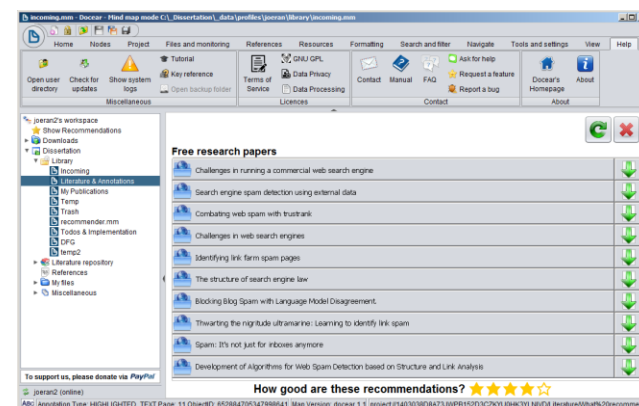 incoming.mm - Docear - Mind map mode C:\_Dissertation\_data\profiles\joeran\library\incoming.mm
Home Nodes Project Files and monitoring References Resources Formatting Search and filter Navigate Tools and settings View Help
Tutorial GNU GPL Ask for help
Key reference Data Privacy Request a feature
Open backup folder Data Processing Report a bug
Open user directory Check for updates Show system logs Terms of Service Contact Manual FAQ Docear's Homepage About
Miscellaneous Licences Contact About
joeran2's workspace
Show Recommendations
Downloads
Dissertation
Library
Incoming
Literature & Annotations
My Publications
Temp
Trash
recommender.mm
Todos & Implementation
DFG
temp2
Literature repository
References
My files
Miscellaneous
To support us, please donate via PayPal
Free research papers
Challenges in running a commercial web search engine
Search engine spam detection using external data
Combating web spam with trustrank
Challenges in web search engines
Identifying link farm spam pages
The structure of search engine law
Blocking Blog Spam with Language Model Disagreement.
Thwarting the nigritude ultramarine: Learning to identify link spam
Spam: It's not just for inboxes anymore
Development of Algorithms for Web Spam Detection based on Structure and Link Analysis
How good are these recommendations?
joeran2 (online)